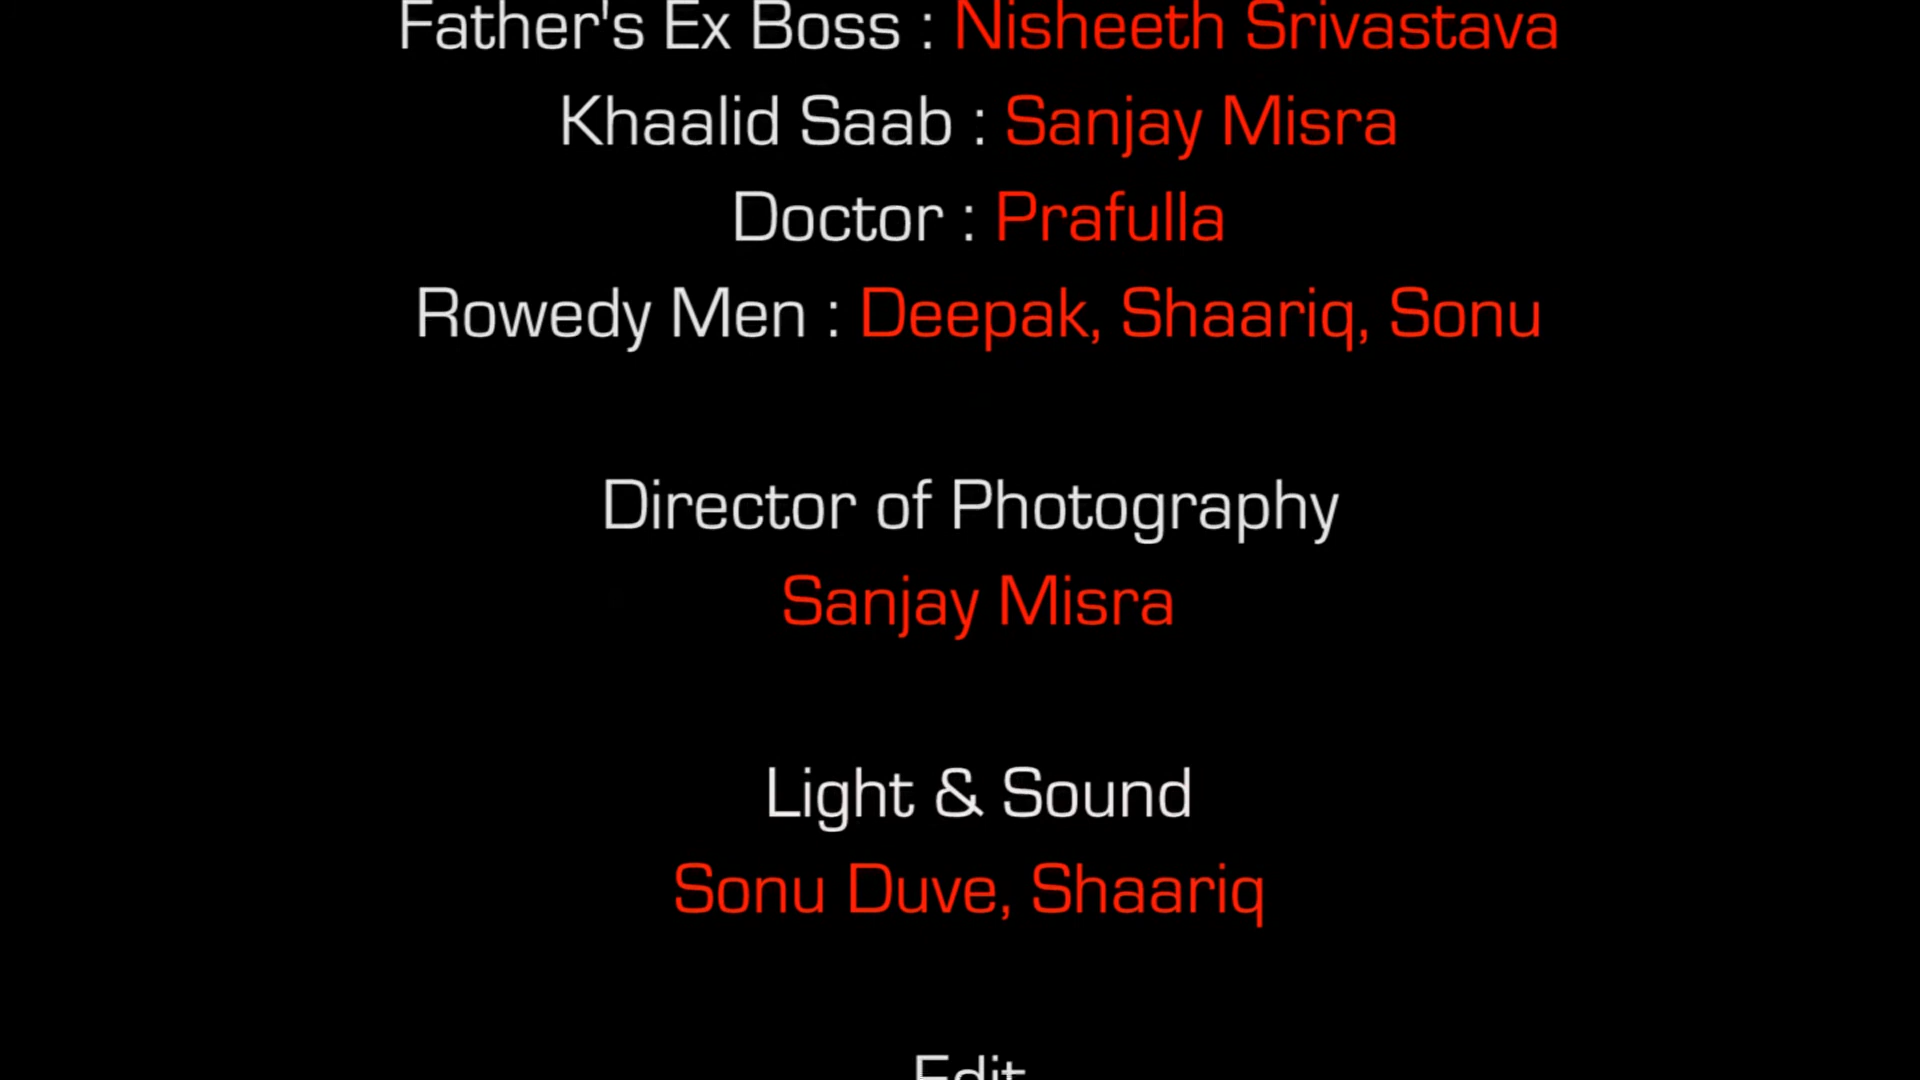 Father's Ex Boss : Nisheeth Srivastava
Khaalid Saab : Sanjay Misra
Doctor : Prafulla
Rowedy Men : Deepak, Shaariq, Sonu
Director of Photography
Sanjay Misra
Light & Sound
Sonu Duve, Shaariq
Edit